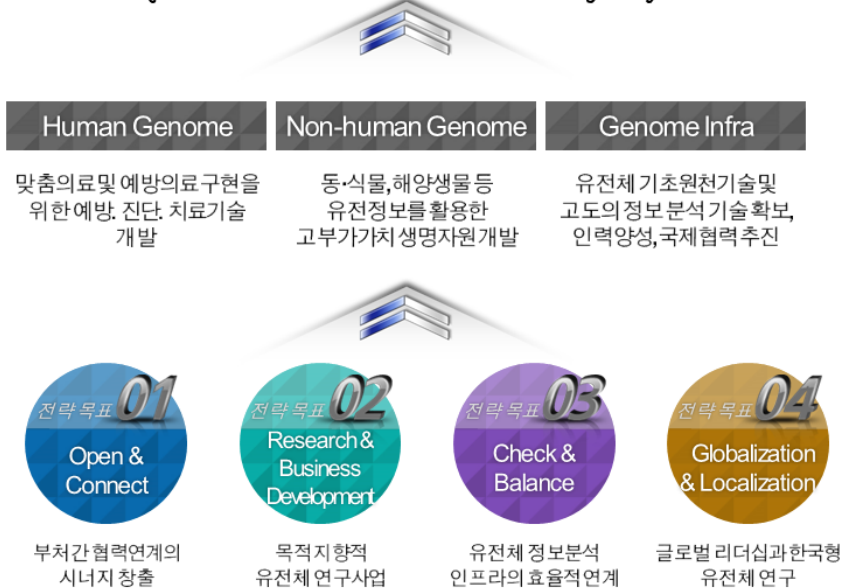 Human Genome
Non-human Genome
Genome Infra
맞춤의료및 예방의료구현을
위한예방. 진단. 치료기술
개발
동·식물,해양생물등
유전정보를활용한
고부가가치생명자원개발
유전체기초원천기술및
고도의정보분석기술확보,
인력양성,국제협력추진
전략목표 01
Open &
Connect
부처간협력연계의
시너지 창출
전략목표 02
Research &
Business
Development
목적지향적
유전체연구사업
전략목표 03
Check &
Balance
유전체정보분석
인프라의효율적연계
전략목표 04
Globalization
& Localization
글로벌리더십과한국형
유전체연구